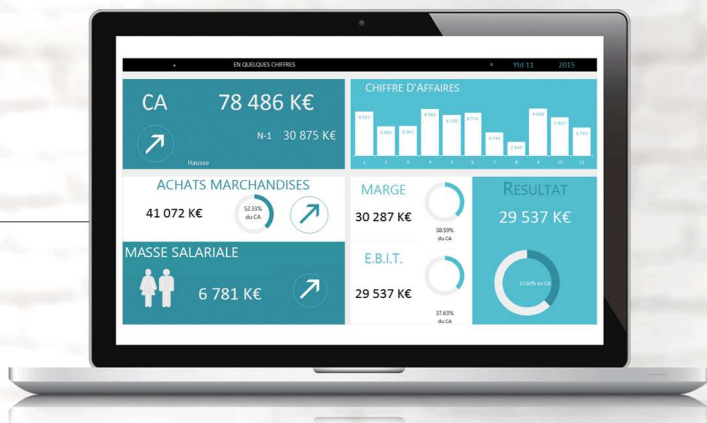 EN QUELQUES CHIFFRES
Ytd 11 2015
CA 78 486 K€
N-1 30 875 K€
Hausse
CHIFFRE D'AFFAIRES
1 2 3 4 5 6 7 8 9 10 11
ACHATS MARCHANDISES
41 072 K€
52.33%
du CA
MASSE SALARIALE
6 781 K€
MARGE
30 287 K€
38.59%
du CA
E.B.I.T.
29 537 K€
37.63%
du CA
RESULTAT
29 537 K€
37.63% du CA